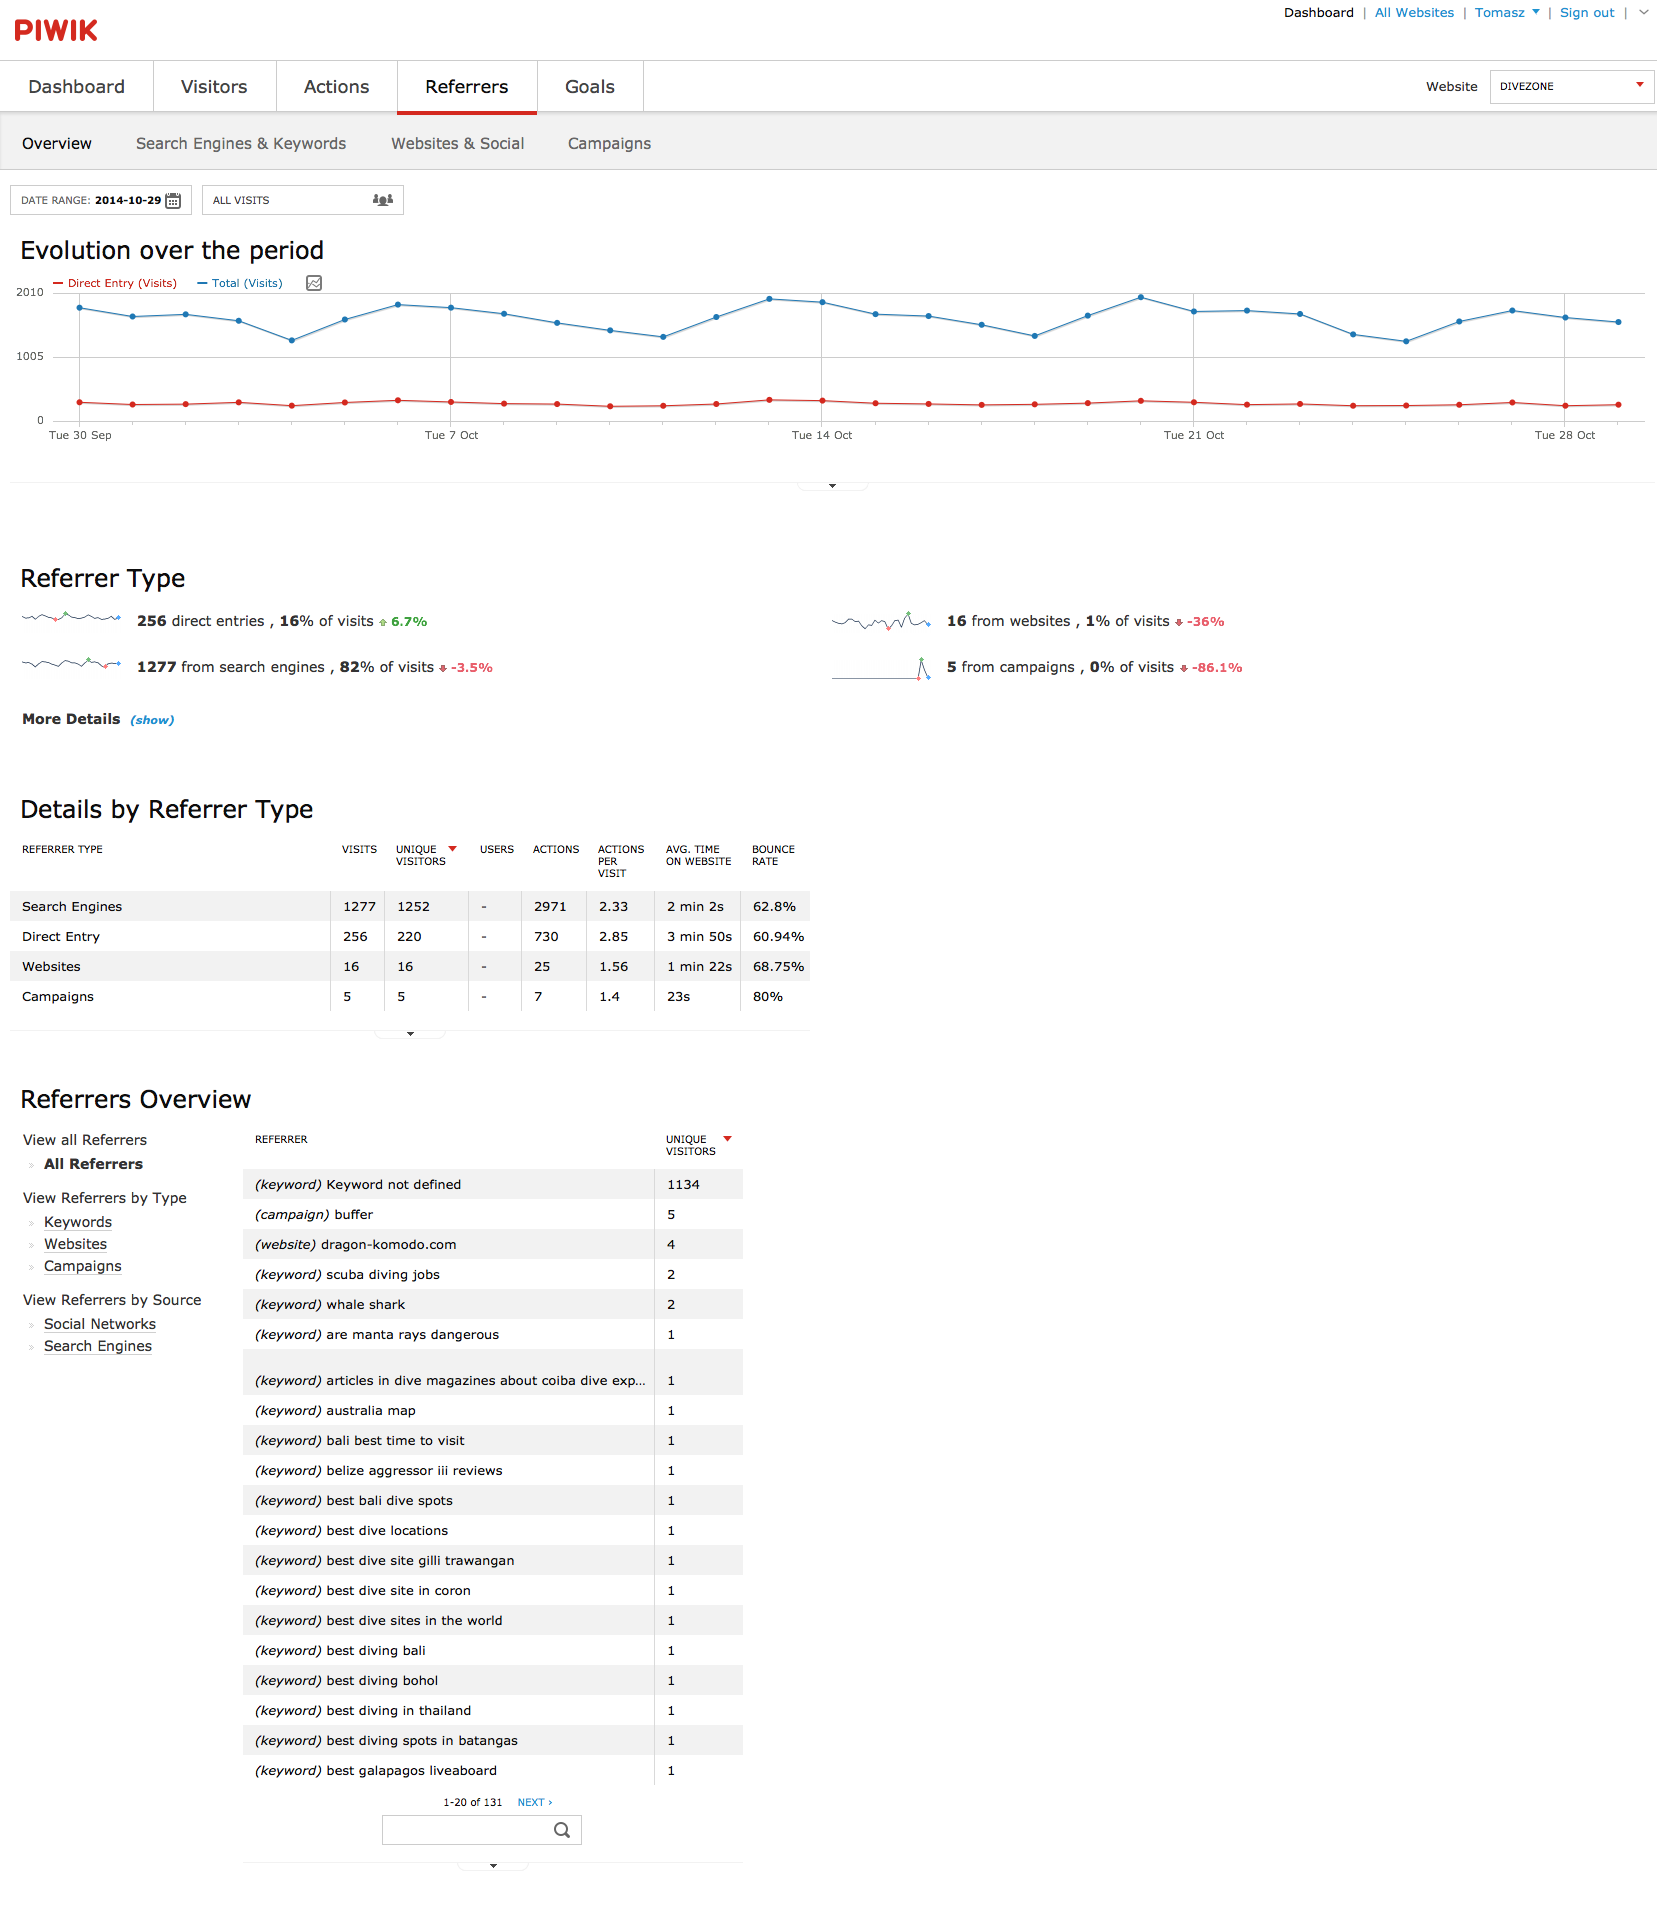 PIWIK
Dashboard | All Websites | Tomasz | Sign out |
Dashboard Visitors Actions Referrers Goals
Website DIVEZONE
Overview Search Engines & Keywords Websites & Social Campaigns
DATE RANGE: 2014-10-29 ALL VISITS
Evolution over the period
Direct Entry (Visits) Total (Visits)
2010
1005
0
Tue 30 Sep Tue 7 Oct Tue 14 Oct Tue 21 Oct Tue 28 Oct
Referrer Type
256 direct entries , 16% of visits 6.7%
16 from websites , 1% of visits -36%
1277 from search engines , 82% of visits -3.5%
5 from campaigns , 0% of visits -86.1%
More Details (show)
Details by Referrer Type
REFERRER TYPE VISITS UNIQUE VISITORS USERS ACTIONS ACTIONS PER VISIT AVG. TIME ON WEBSITE BOUNCE RATE
Search Engines 1277 1252 - 2971 2.33 2 min 2s 62.8%
Direct Entry 256 220 - 730 2.85 3 min 50s 60.94%
Websites 16 16 - 25 1.56 1 min 22s 68.75%
Campaigns 5 5 - 7 1.4 23s 80%
Referrers Overview
View all Referrers
» All Referrers
View Referrers by Type
» Keywords
» Websites
» Campaigns
View Referrers by Source
» Social Networks
» Search Engines
REFERRER UNIQUE VISITORS
(keyword) Keyword not defined 1134
(campaign) buffer 5
(website) dragon-komodo.com 4
(keyword) scuba diving jobs 2
(keyword) whale shark 2
(keyword) are manta rays dangerous 1
(keyword) articles in dive magazines about coiba dive exp... 1
(keyword) australia map 1
(keyword) bali best time to visit 1
(keyword) belize aggressor iii reviews 1
(keyword) best bali dive spots 1
(keyword) best dive locations 1
(keyword) best dive site gilli trawangan 1
(keyword) best dive site in coron 1
(keyword) best dive sites in the world 1
(keyword) best diving bali 1
(keyword) best diving bohol 1
(keyword) best diving in thailand 1
(keyword) best diving spots in batangas 1
(keyword) best galapagos liveaboard 1
1-20 of 131 NEXT ›